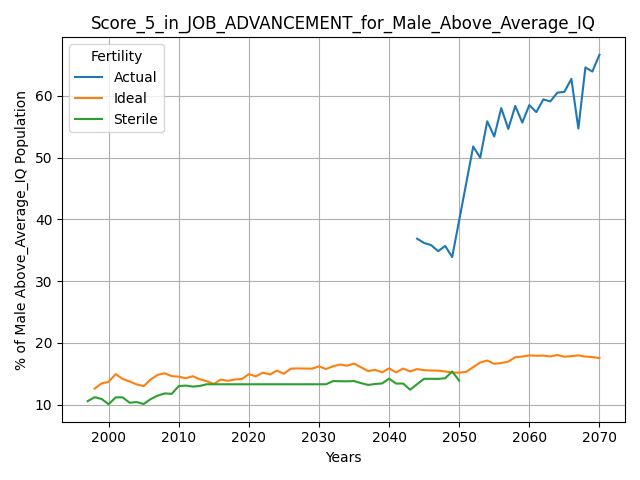 Score_5_in_JOB_ADVANCEMENT_for_Male_Above_Average_IQ
Fertility
Actual
Ideal
Sterile
% of Male Above_Average_IQ Population
60
50
40
30
20
10
2000 2010 2020 2030 2040 2050 2060 2070
Years